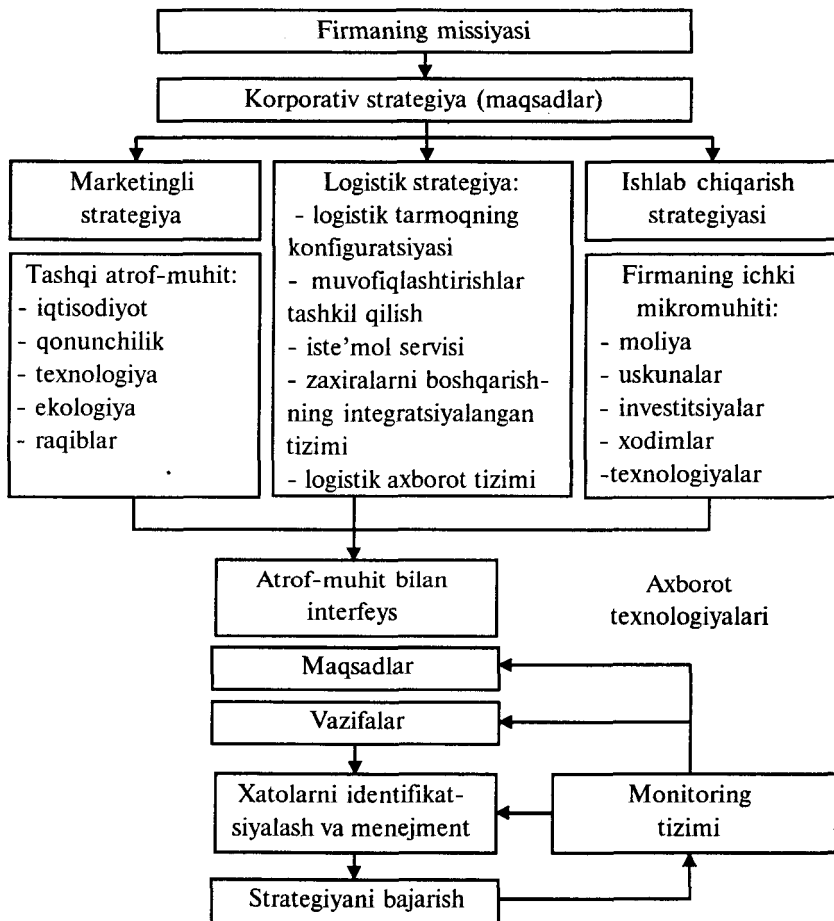 Firmaning missiyasi
Korporativ strategiya (maqsadlar)
Marketingli
strategiya
Tashqi atrof-muhit:
- iqtisodiyot
- qonunchilik
- texnologiya
- ekologiya
- raqiblar
Logistik strategiya:
- logistik tarmoqning
konfiguratsiyasi
- muvofiqlashtirishlar
tashkil qilish
- iste'mol servisi
- zaxiralarni boshqarish-
ning integratsiyalangan
tizimi
- logistik axborot tizimi
Ishlab chiqarish
strategiyasi
Firmaning ichki
mikromuhiti:
- moliya
- uskunalar
- investitsiyalar
- xodimlar
-texnologiyalar
Atrof-muhit bilan
interfeys
Axborot
texnologiyalari
Maqsadlar
Vazifalar
Xatolarni identifikat-
siyalash va menejment
Monitoring
tizimi
Strategiyani bajarish